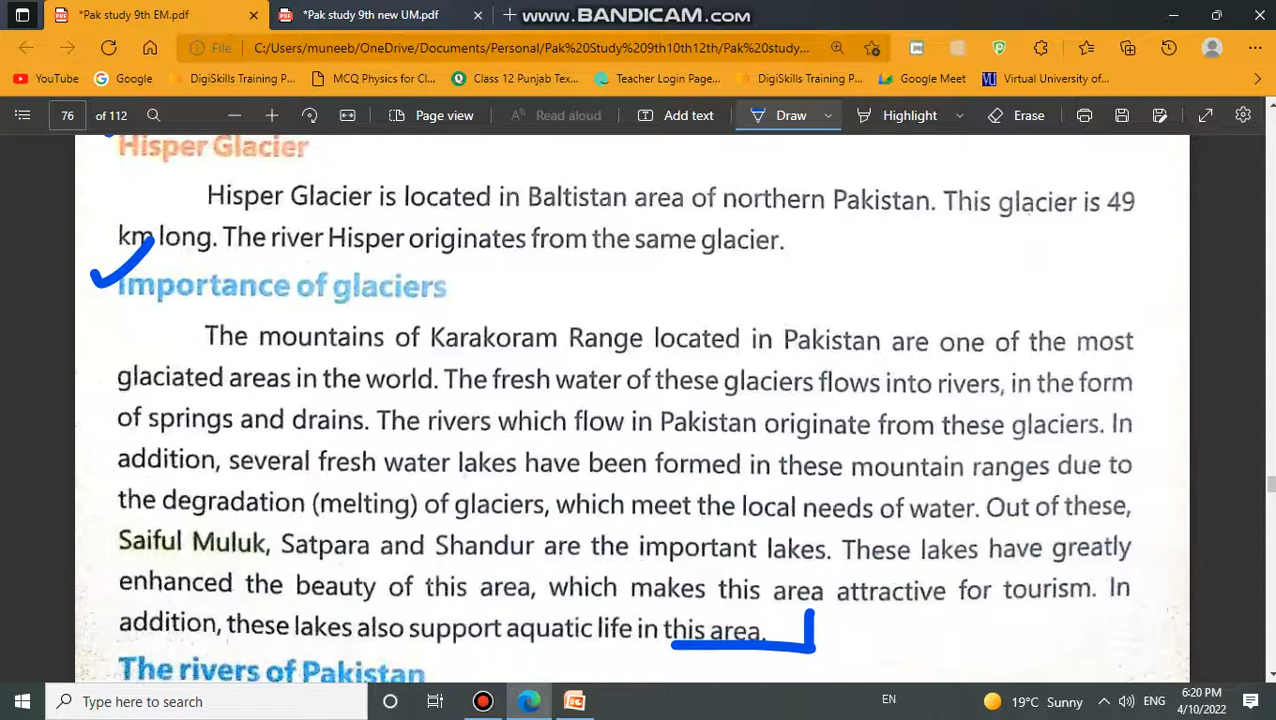 *Pak study 9th EM.pdf
*Pak study 9th new UM.pdf
www.BANDICAM.com
File
C:/Users/muneeb/OneDrive/Documents/Personal/Pak%20Study%209th10th12th/Pak%20study...
YouTube
Google
DigiSkills Training P...
MCQ Physics for Cl...
Class 12 Punjab Tex...
Teacher Login Page...
DigiSkills Training P...
Google Meet
Virtual University of...
76 of 112
Page view
Read aloud
Add text
Draw
Highlight
Erase
Hisper Glacier
Hisper Glacier is located in Baltistan area of northern Pakistan. This glacier is 49
km long. The river Hisper originates from the same glacier.
Importance of glaciers
The mountains of Karakoram Range located in Pakistan are one of the most
glaciated areas in the world. The fresh water of these glaciers flows into rivers, in the form
of springs and drains. The rivers which flow in Pakistan originate from these glaciers. In
addition, several fresh water lakes have been formed in these mountain ranges due to
the degradation (melting) of glaciers, which meet the local needs of water. Out of these,
Saiful Muluk, Satpara and Shandur are the important lakes. These lakes have greatly
enhanced the beauty of this area, which makes this area attractive for tourism. In
addition, these lakes also support aquatic life in this area.
The rivers of Pakistan
Type here to search
EN
19°C Sunny
ENG
6:20 PM
4/10/2022